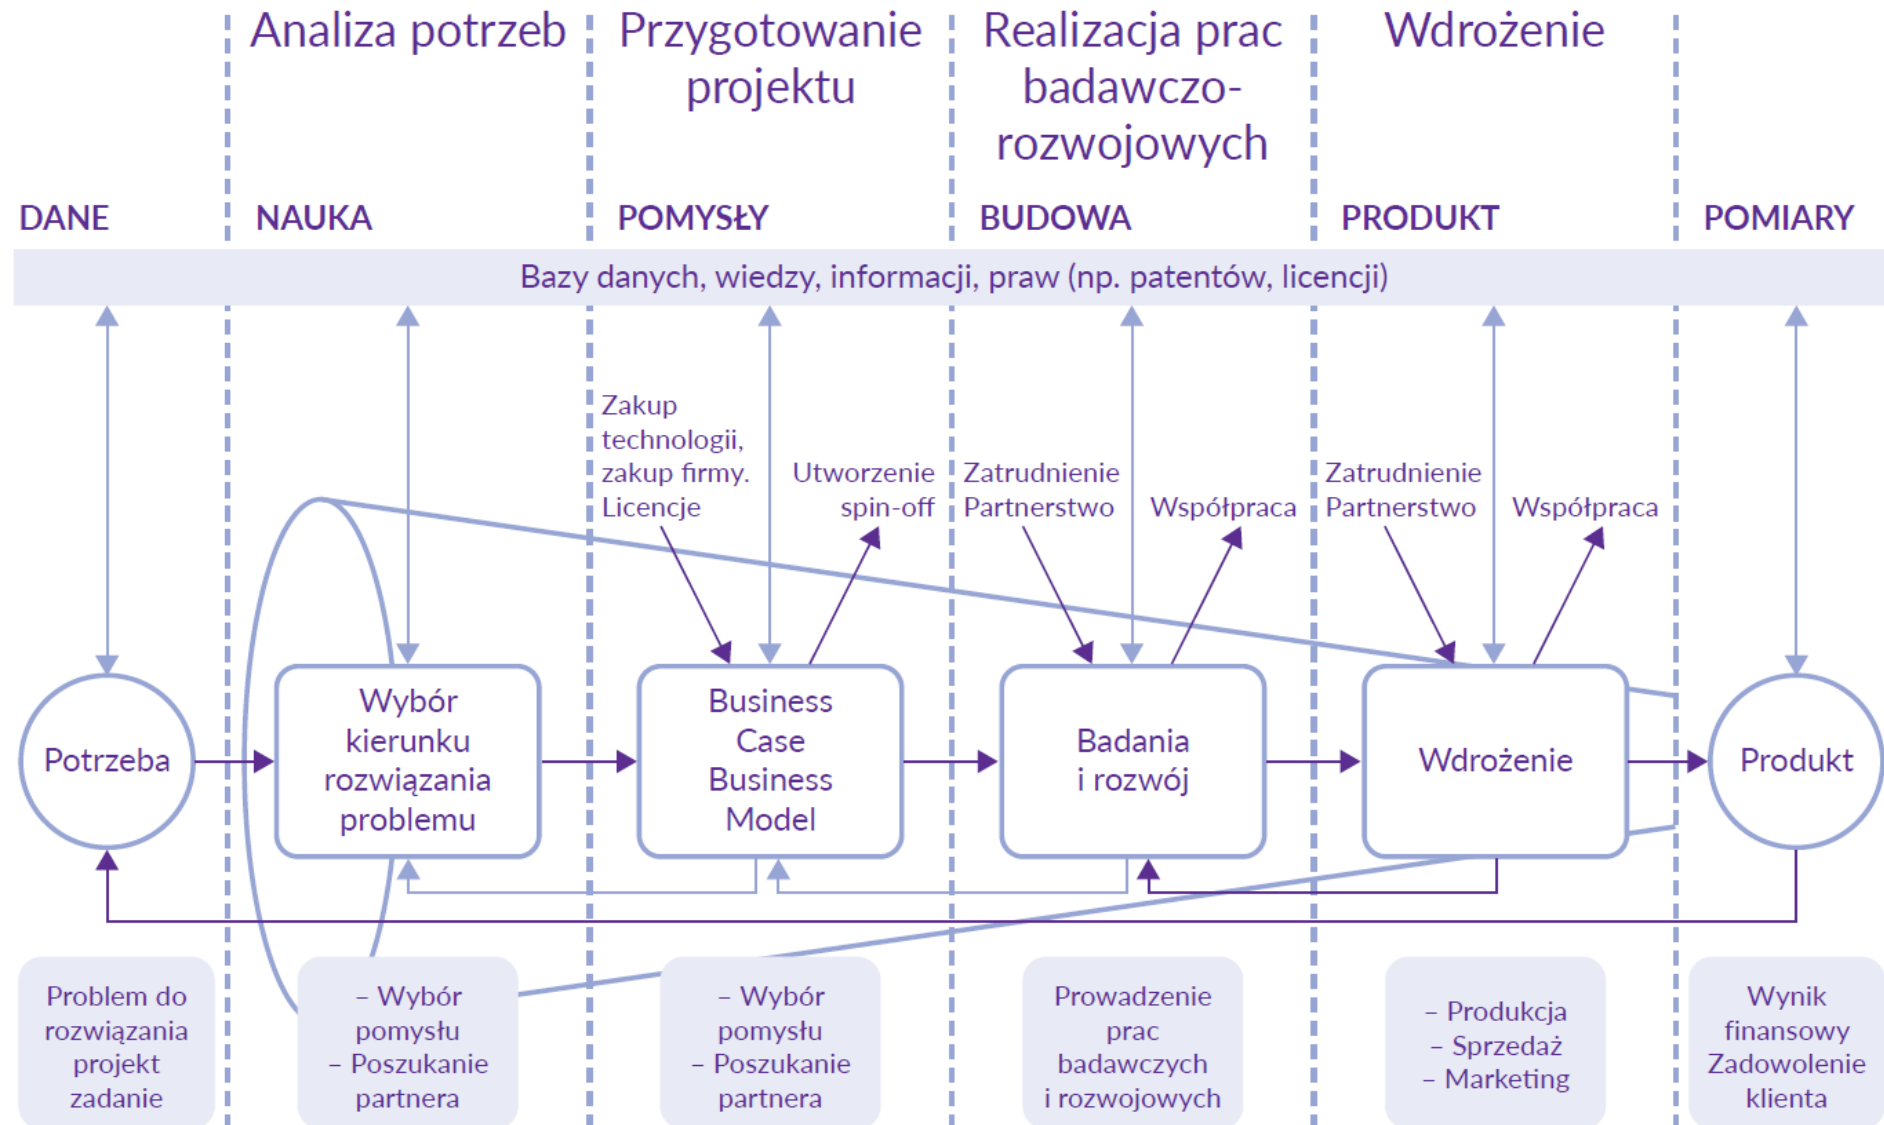 Analiza potrzeb
Przygotowanie
projektu
Realizacja prac
badawczo-
rozwojowych
Wdrożenie
DANE
NAUKA
POMYSŁY
BUDOWA
PRODUKT
POMIARY
Bazy danych, wiedzy, informacji, praw (np. patentów, licencji)
Zakup
technologii,
zakup firmy.
Licencje
Utworzenie
spin-off
Zatrudnienie
Partnerstwo
Współpraca
Zatrudnienie
Partnerstwo
Współpraca
Potrzeba
Wybór
kierunku
rozwiązania
problemu
Business
Case
Business
Model
Badania
i rozwój
Wdrożenie
Produkt
Problem do
rozwiązania
projekt
zadanie
– Wybór
pomysłu
– Poszukanie
partnera
– Wybór
pomysłu
– Poszukanie
partnera
Prowadzenie
prac
badawczych
i rozwojowych
– Produkcja
– Sprzedaż
– Marketing
Wynik
finansowy
Zadowolenie
klienta